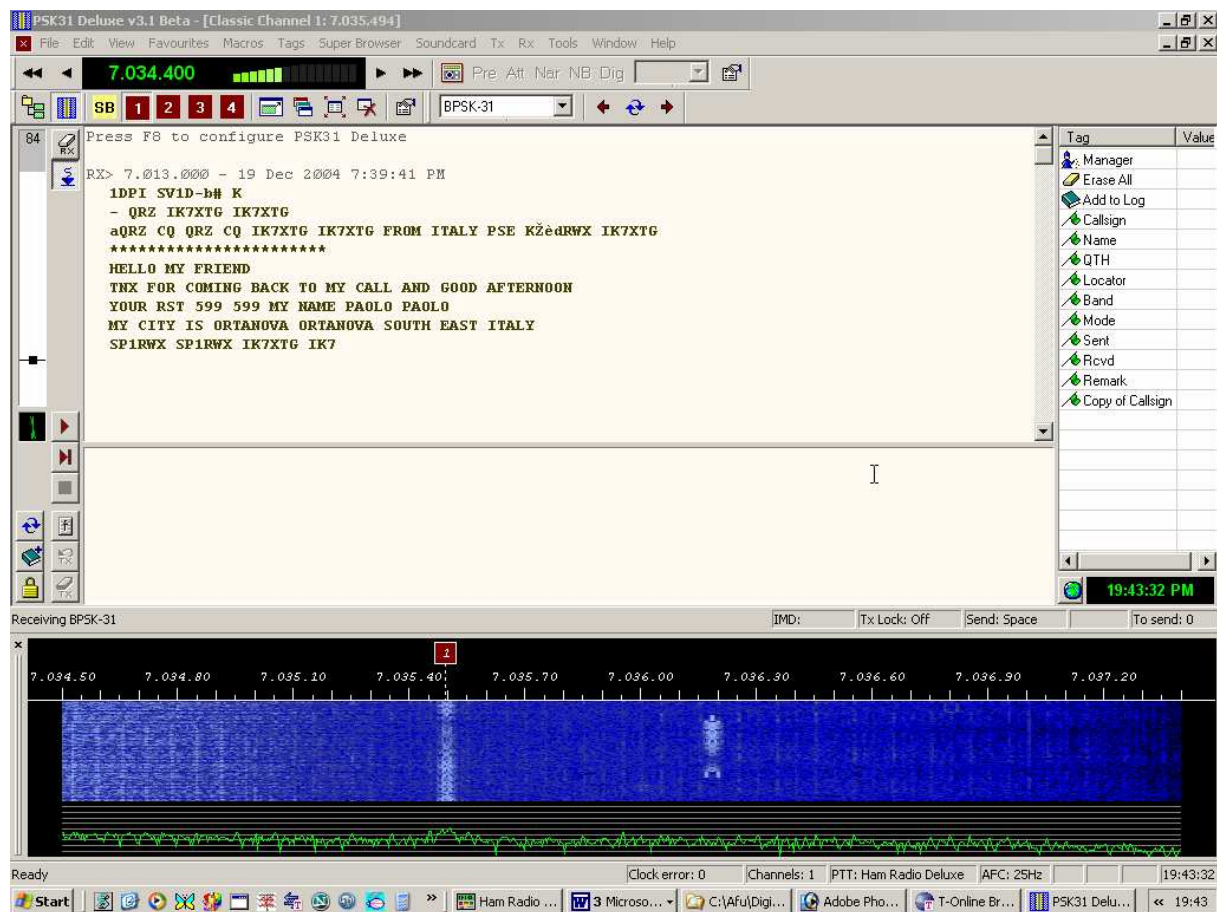 PSK31 Deluxe v3.1 Beta - [Classic Channel 1: 7.035.494]
File Edit View Favourites Macros Tags Super Browser Soundcard Tx Rx Tools Window Help
7.034.400 Pre Att Nar NB Dig
SB 1 2 3 4 BPSK-31
84
RX
Press F8 to configure PSK31 Deluxe
RX> 7.013.000 - 19 Dec 2004 7:39:41 PM
1DPI SV1D-b# K
- QRZ IK7XTG IK7XTG
aQRZ CQ QRZ CQ IK7XTG IK7XTG FROM ITALY PSE KŽèdRWX IK7XTG
************************
HELLO MY FRIEND
TNX FOR COMING BACK TO MY CALL AND GOOD AFTERNOON
YOUR RST 599 599 MY NAME PAOLO PAOLO
MY CITY IS ORTANOVA ORTANOVA SOUTH EAST ITALY
SP1RWX SP1RWX IK7XTG IK7
Tag Value
Manager
Erase All
Add to Log
Callsign
Name
QTH
Locator
Band
Mode
Sent
Rcvd
Remark
Copy of Callsign
TX
TX
19:43:32 PM
Receiving BPSK-31 IMD: Tx Lock: Off Send: Space To send: 0
1
7.034.50 7.034.80 7.035.10 7.035.40 7.035.70 7.036.00 7.036.30 7.036.60 7.036.90 7.037.20
Ready Clock error: 0 Channels: 1 PTT: Ham Radio Deluxe AFC: 25Hz 19:43:32
Start » Ham Radio ... 3 Microso... C:\Afu\Digi... Adobe Pho... T-Online Br... PSK31 Delu... « 19:43